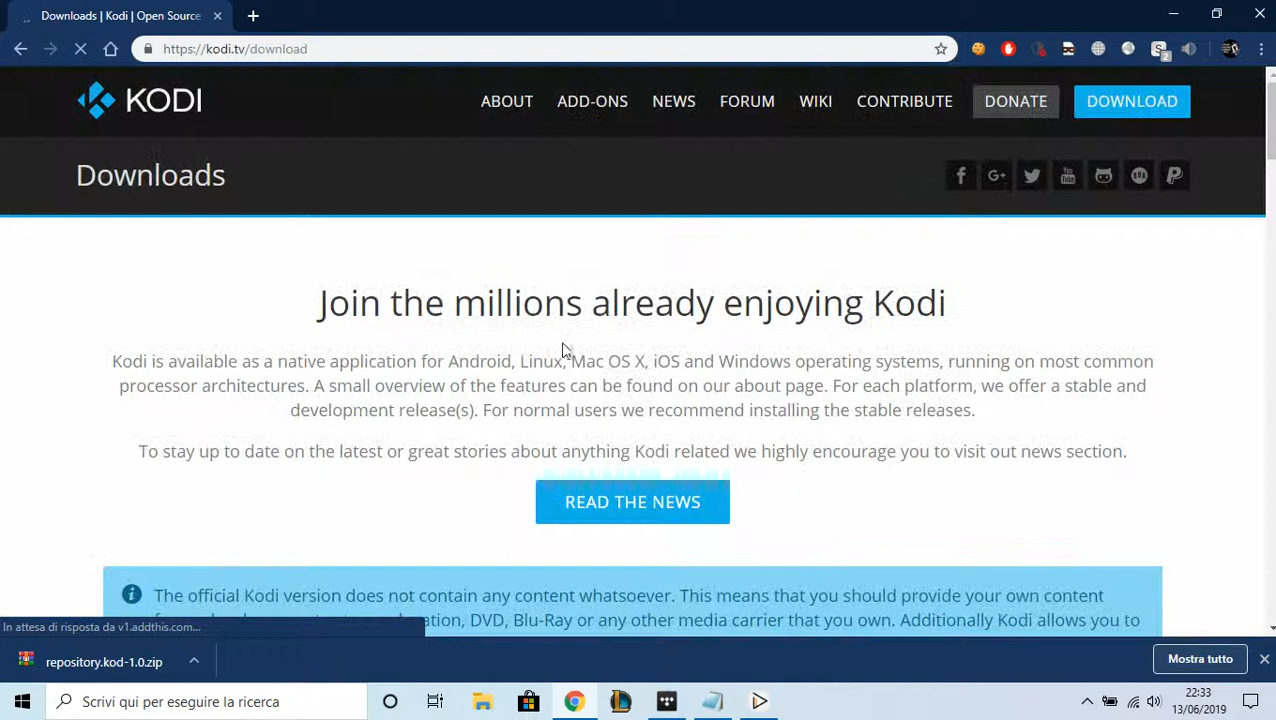 Downloads | Kodi | Open Source
https://kodi.tv/download
2
KODI
ABOUT ADD-ONS NEWS FORUM WIKI CONTRIBUTE DONATE DOWNLOAD
Downloads
Join the millions already enjoying Kodi
Kodi is available as a native application for Android, Linux, Mac OS X, iOS and Windows operating systems, running on most common
processor architectures. A small overview of the features can be found on our about page. For each platform, we offer a stable and
development release(s). For normal users we recommend installing the stable releases.
To stay up to date on the latest or great stories about anything Kodi related we highly encourage you to visit out news section.
READ THE NEWS
The official Kodi version does not contain any content whatsoever. This means that you should provide your own content
DVD, Blu-Ray or any other media carrier that you own. Additionally Kodi allows you to
In attesa di risposta da v1.addthis.com...
repository.kod-1.0.zip
Mostra tutto
Scrivi qui per eseguire la ricerca
22:33
13/06/2019